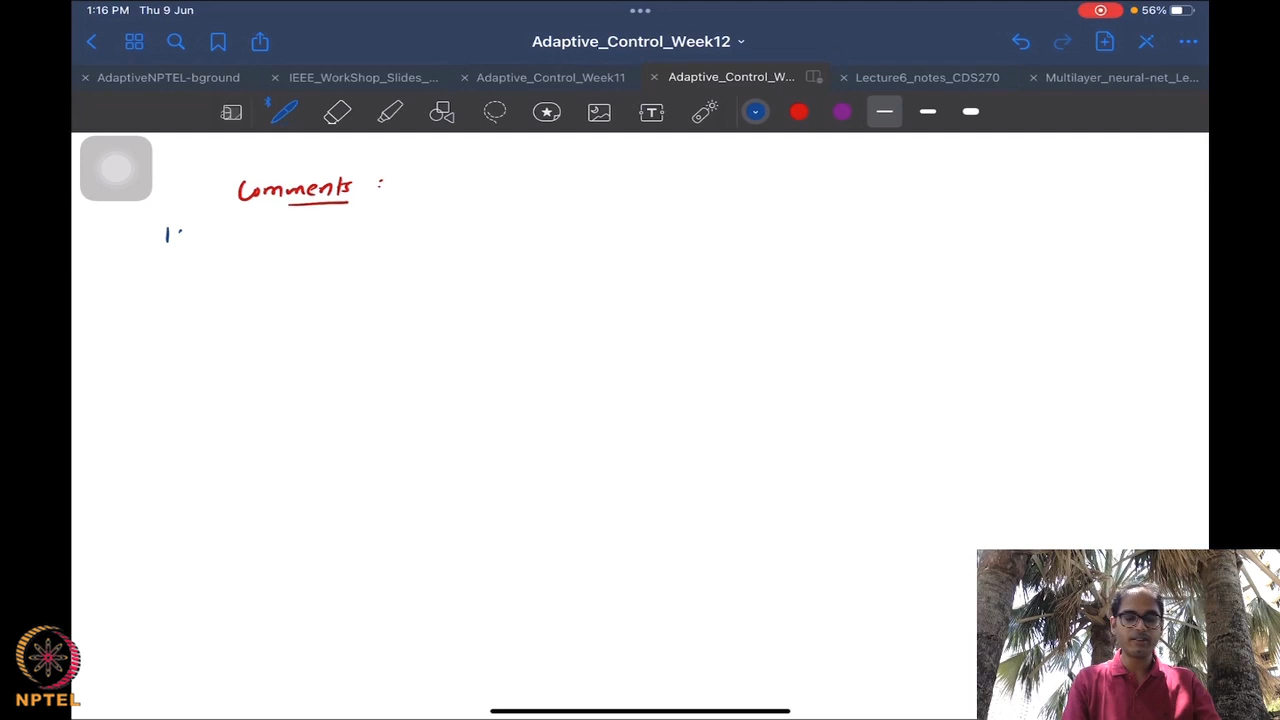 1:16 PM Thu 9 Jun
56%
Adaptive_Control_Week12
AdaptiveNPTEL-bground
IEEE_WorkShop_Slides_...
Adaptive_Control_Week11
Adaptive_Control_W...
Lecture6_notes_CDS270
Multilayer_neural-net_Le...
T
Comments :
1.
NPTEL